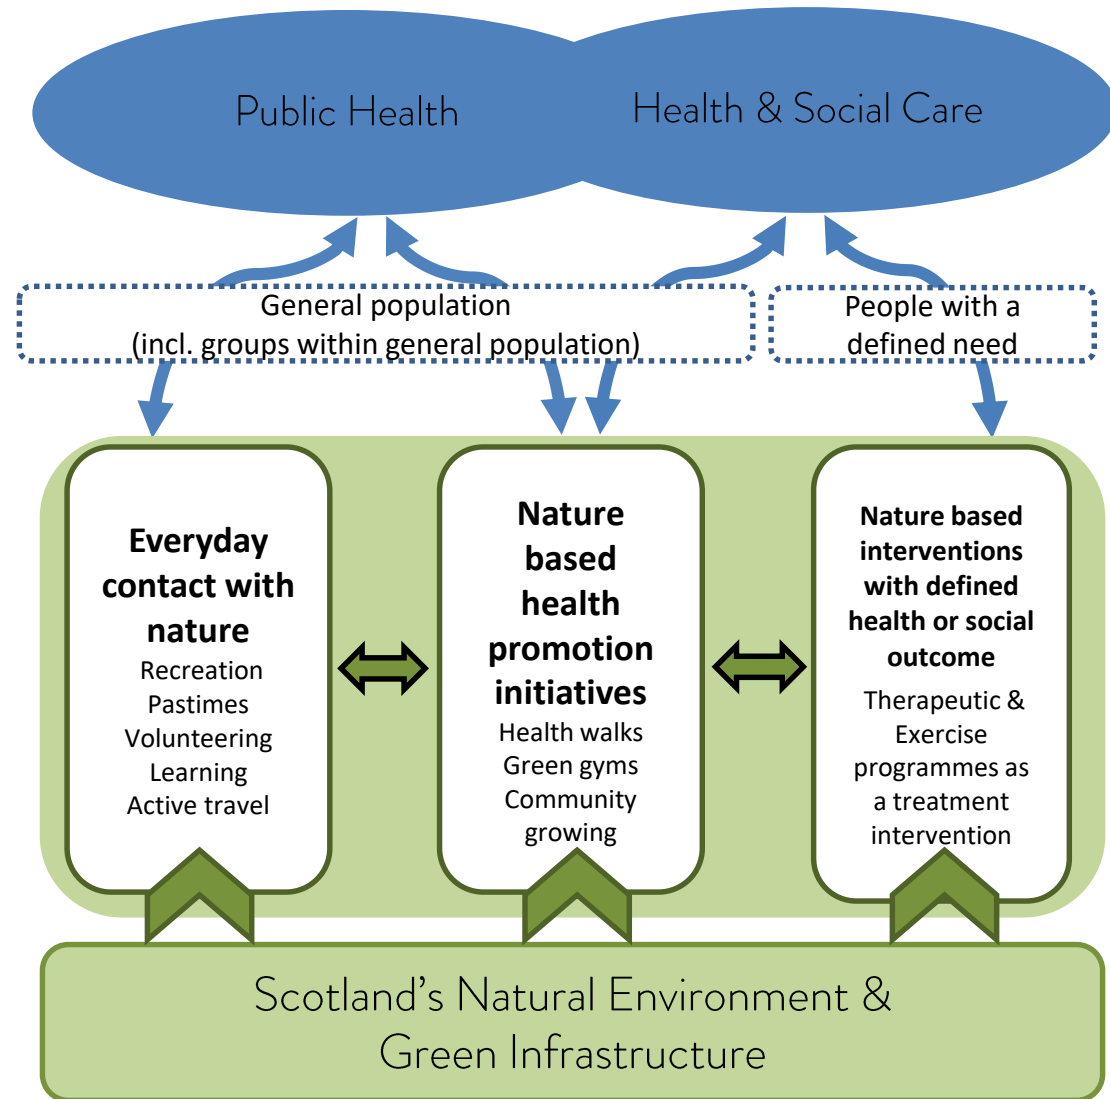 Public Health
Health & Social Care
General population
(incl. groups within general population)
People with a
defined need
Everyday
contact with
nature
Recreation
Pastimes
Volunteering
Learning
Active travel
Nature
based
health
promotion
initiatives
Health walks
Green gyms
Community
growing
Nature based
interventions
with defined
health or social
outcome
Therapeutic &
Exercise
programmes as
a treatment
intervention
Scotland’s Natural Environment &
Green Infrastructure